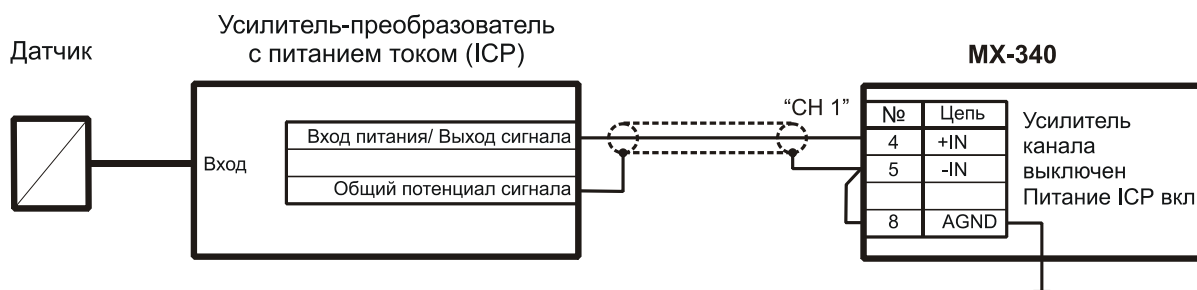 Датчик
Усилитель-преобразователь
с питанием током (ICP)
Вход
Вход питания/ Выход сигнала
Общий потенциал сигнала
“CH 1”
MX-340
№ Цепь
4 +IN
5 -IN
8 AGND
Усилитель
канала
выключен
Питание ICP вкл